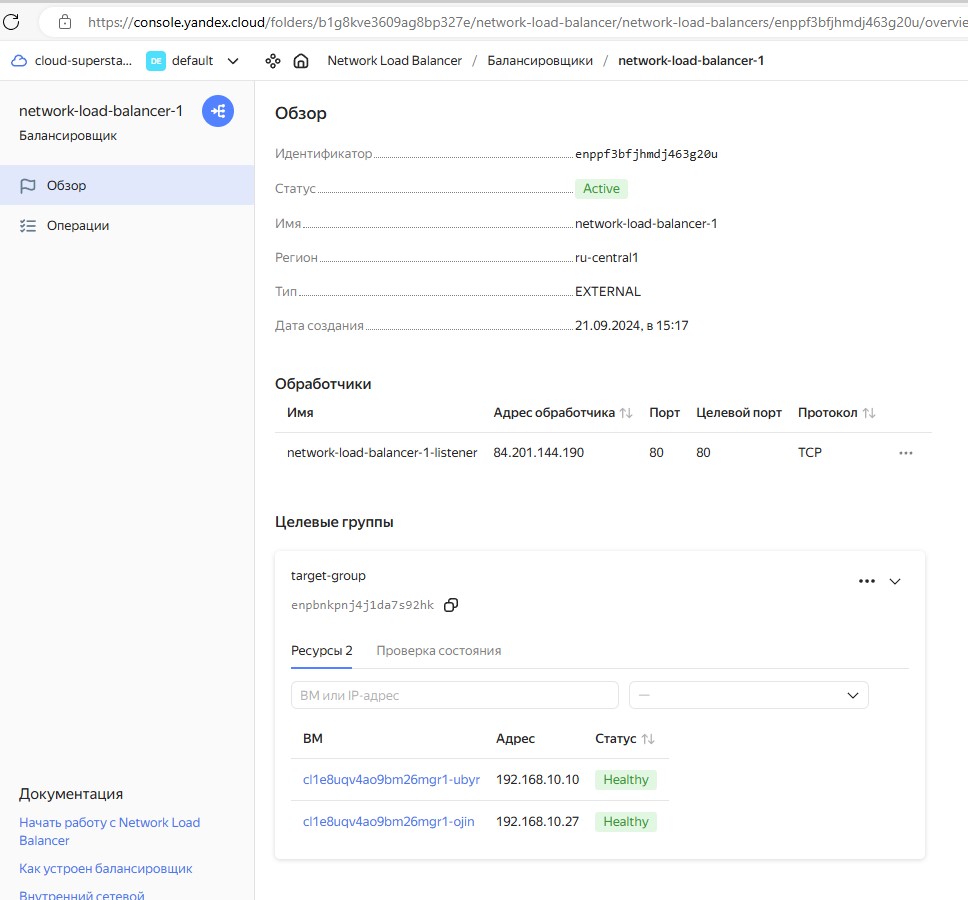 https://console.yandex.cloud/folders/b1g8kve3609ag8bp327e/network-load-balancer/network-load-balancers/enppf3bfjhmdj463g20u/overvie
cloud-supersta... DE default Network Load Balancer / Балансировщики / network-load-balancer-1
network-load-balancer-1
Балансировщик
Обзор
Операции
Документация
Начать работу с Network Load
Balancer
Как устроен балансировщик
Внутренний сетевой
Обзор
Идентификатор enppf3bfjhmdj463g20u
Статус Active
Имя network-load-balancer-1
Регион ru-central1
Тип EXTERNAL
Дата создания 21.09.2024, в 15:17
Обработчики
Имя Адрес обработчика Порт Целевой порт Протокол
network-load-balancer-1-listener 84.201.144.190 80 80 TCP
Целевые группы
target-group
enpbnkpnj4j1da7s92hk
Ресурсы 2 Проверка состояния
ВМ или IP-адрес —
ВМ Адрес Статус
cl1e8uqv4ao9bm26mgr1-ubyr 192.168.10.10 Healthy
cl1e8uqv4ao9bm26mgr1-ojin 192.168.10.27 Healthy